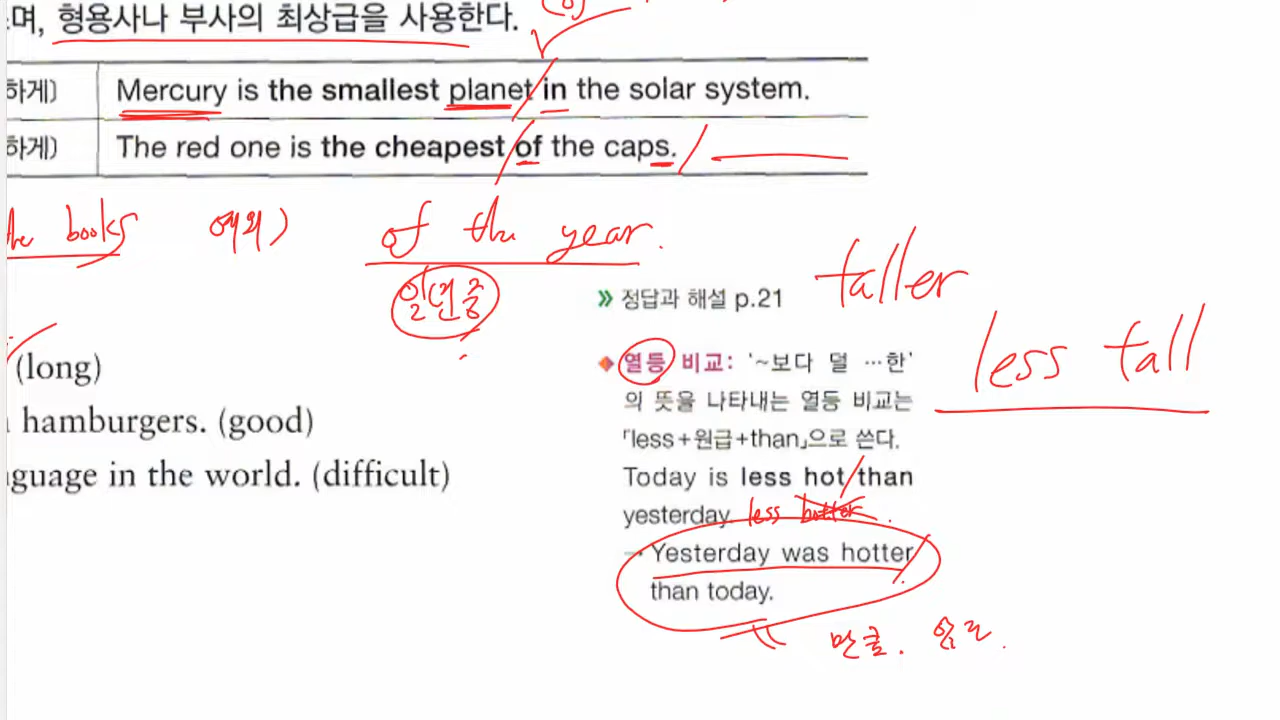 며, 형용사나 부사의 최상급을 사용한다.
하게) Mercury is the smallest planet in the solar system.
하게) The red one is the cheapest of the caps.
the books 예외) of the year.
일년중
taller
less tall
» 정답과 해설 p.21
(long)
hamburgers. (good)
nguage in the world. (difficult)
열등 비교: '~보다 덜 …한'
의 뜻을 나타내는 열등 비교는
「less+원급+than」으로 쓴다.
Today is less hot than
yesterday. less hotter.
→ Yesterday was hotter
than today.